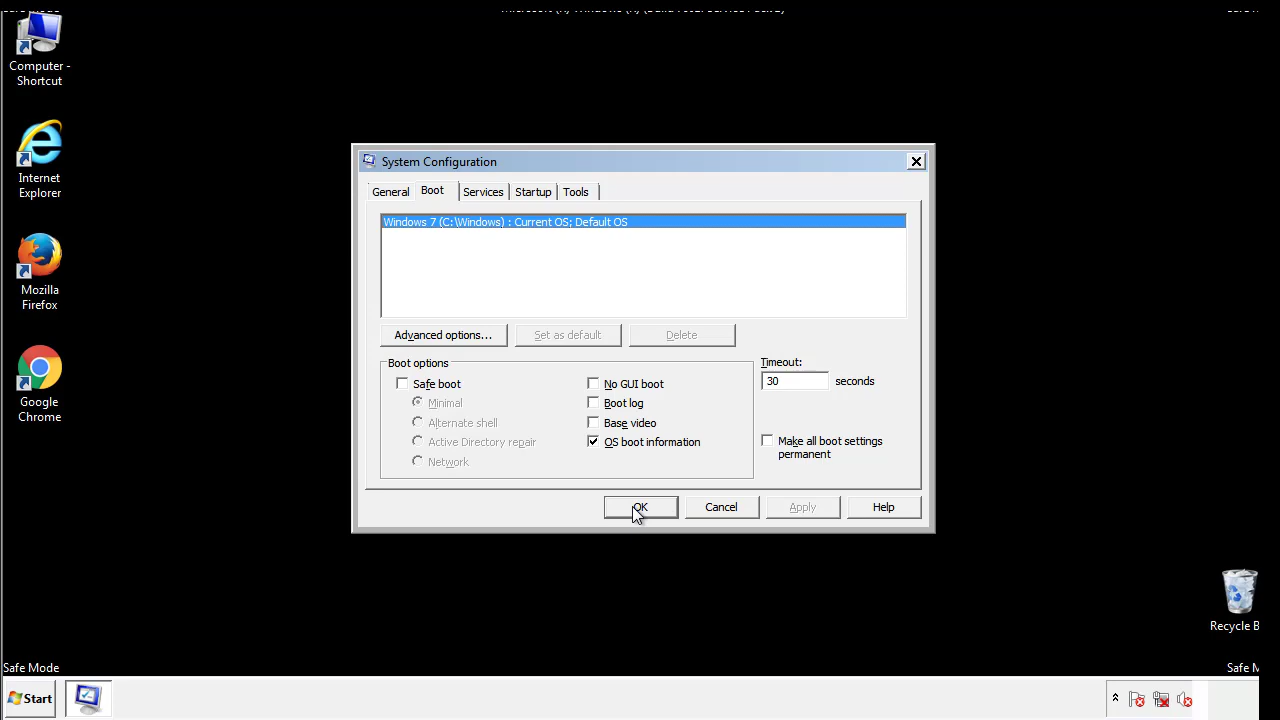 Computer -
Shortcut
Internet
Explorer
Mozilla
Firefox
Google
Chrome
System Configuration
General
Boot
Services
Startup
Tools
Windows 7 (C:\Windows) : Current OS; Default OS
Advanced options...
Set as default
Delete
Boot options
Safe boot
Minimal
Alternate shell
Active Directory repair
Network
No GUI boot
Boot log
Base video
OS boot information
Timeout:
30 seconds
Make all boot settings
permanent
OK
Cancel
Apply
Help
Recycle B
Safe Mode
Safe M
Start